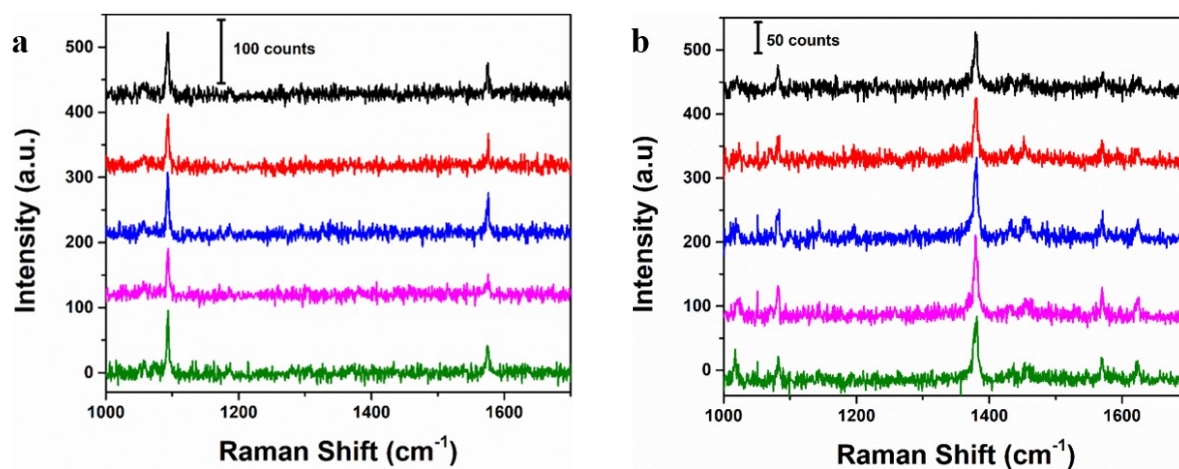 a
100 counts
500
400
300
200
100
0
Intensity (a.u.)
1000 1200 1400 1600
Raman Shift (cm-1)
b
50 counts
500
400
300
200
100
0
Intensity (a.u)
1000 1200 1400 1600
Raman Shift (cm-1)